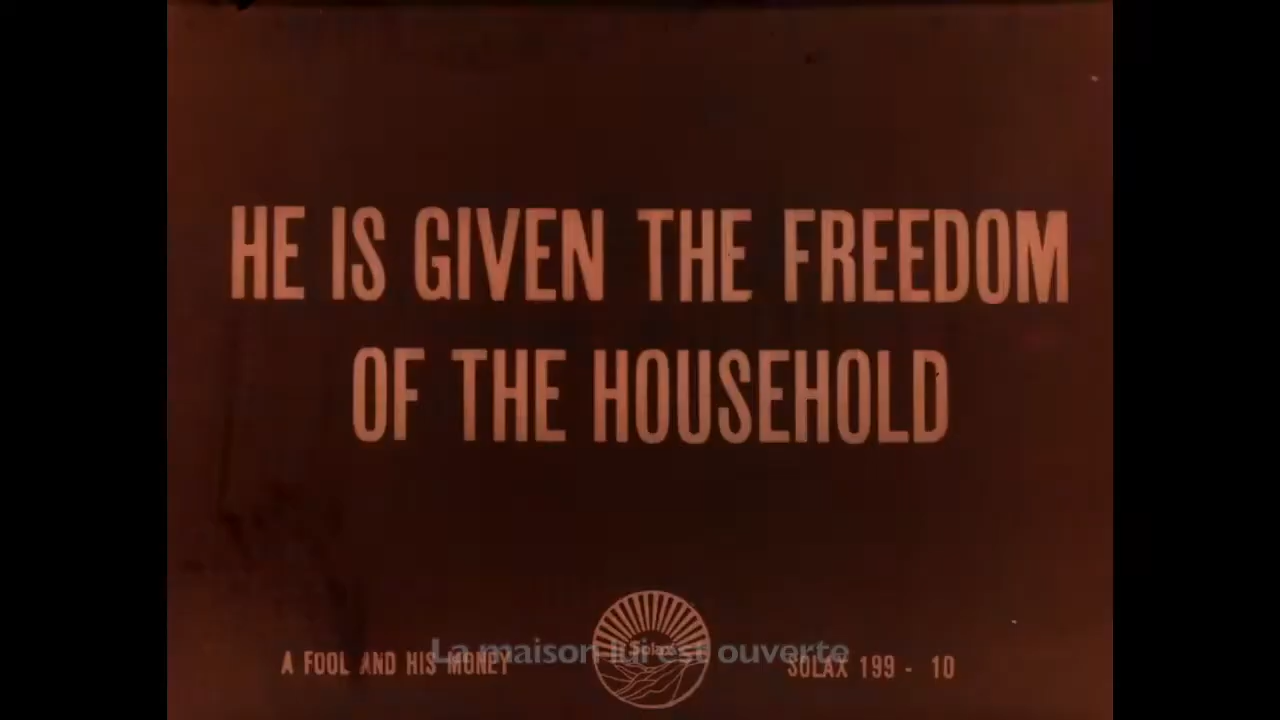 HE IS GIVEN THE FREEDOM
OF THE HOUSEHOLD
Solax
A FOOL AND HIS MONEY
SOLAX 199 - 10
La maison lui est ouverte